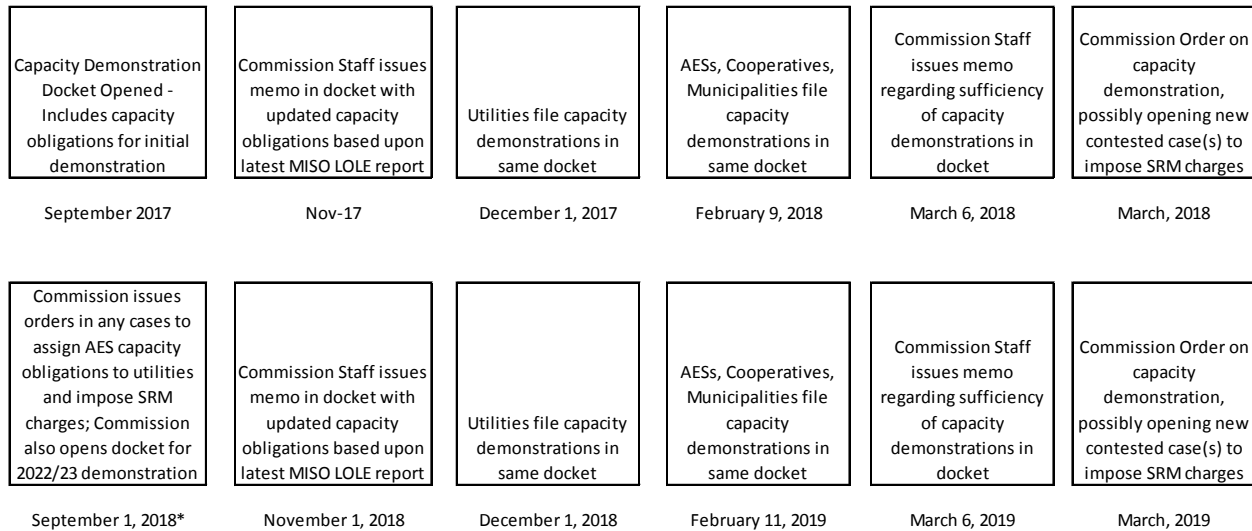 Capacity Demonstration
Docket Opened -
Includes capacity
obligations for initial
demonstration
Commission Staff issues
memo in docket with
updated capacity
obligations based upon
latest MISO LOLE report
Utilities file capacity
demonstrations in
same docket
AESs, Cooperatives,
Municipalities file
capacity
demonstrations in
same docket
Commission Staff
issues memo
regarding sufficiency
of capacity
demonstrations in
docket
Commission Order on
capacity
demonstration,
possibly opening new
contested case(s) to
impose SRM charges
September 2017
Nov-17
December 1, 2017
February 9, 2018
March 6, 2018
March, 2018
Commission issues
orders in any cases to
assign AES capacity
obligations to utilities
and impose SRM
charges; Commission
also opens docket for
2022/23 demonstration
Commission Staff issues
memo in docket with
updated capacity
obligations based upon
latest MISO LOLE report
Utilities file capacity
demonstrations in
same docket
AESs, Cooperatives,
Municipalities file
capacity
demonstrations in
same docket
Commission Staff
issues memo
regarding sufficiency
of capacity
demonstrations in
docket
Commission Order on
capacity
demonstration,
possibly opening new
contested case(s) to
impose SRM charges
September 1, 2018*
November 1, 2018
December 1, 2018
February 11, 2019
March 6, 2019
March, 2019